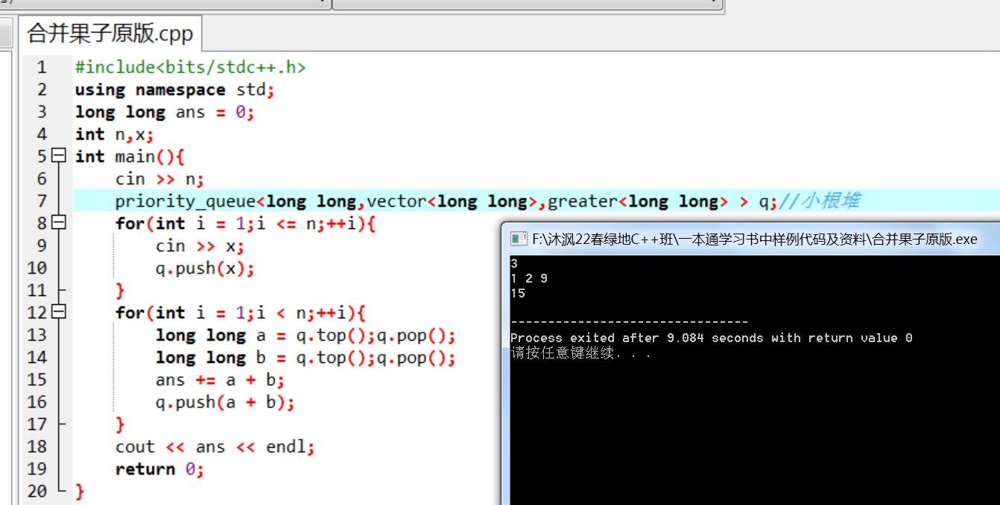 合并果子原版.cpp
1 #include<bits/stdc++.h>
2 using namespace std;
3 long long ans = 0;
4 int n,x;
5 int main(){
6 cin >> n;
7 priority_queue<long long,vector<long long>,greater<long long> > q;//小根堆
8 for(int i = 1;i <= n;++i){
9 cin >> x;
10 q.push(x);
11 }
12 for(int i = 1;i < n;++i){
13 long long a = q.top();q.pop();
14 long long b = q.top();q.pop();
15 ans += a + b;
16 q.push(a + b);
17 }
18 cout << ans << endl;
19 return 0;
20 }
F:\沐沨22春绿地C++班\一本通学习书中样例代码及资料\合并果子原版.exe
3
1 2 9
15
--------------------------------
Process exited after 9.084 seconds with return value 0
请按任意键继续. . .